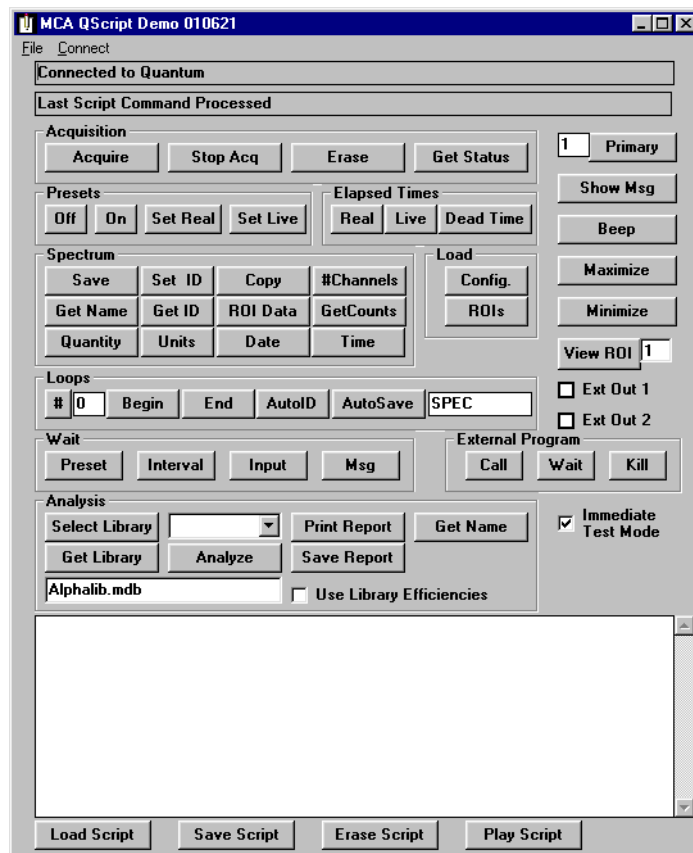 MCA QScript Demo 010621
File Connect
Connected to Quantum
Last Script Command Processed
Acquisition
Acquire Stop Acq Erase Get Status
1 Primary
Show Msg
Beep
Maximize
Minimize
View ROI 1
Ext Out 1
Ext Out 2
Presets
Off On Set Real Set Live
Elapsed Times
Real Live Dead Time
Spectrum
Save Set ID Copy #Channels
Get Name Get ID ROI Data GetCounts
Quantity Units Date Time
Load
Config.
ROIs
Loops
# 0 Begin End AutoID AutoSave SPEC
Wait
Preset Interval Input Msg
External Program
Call Wait Kill
Analysis
Select Library Print Report Get Name
Get Library Analyze Save Report
Alphalib.mdb Use Library Efficiencies
Immediate
Test Mode
Load Script Save Script Erase Script Play Script